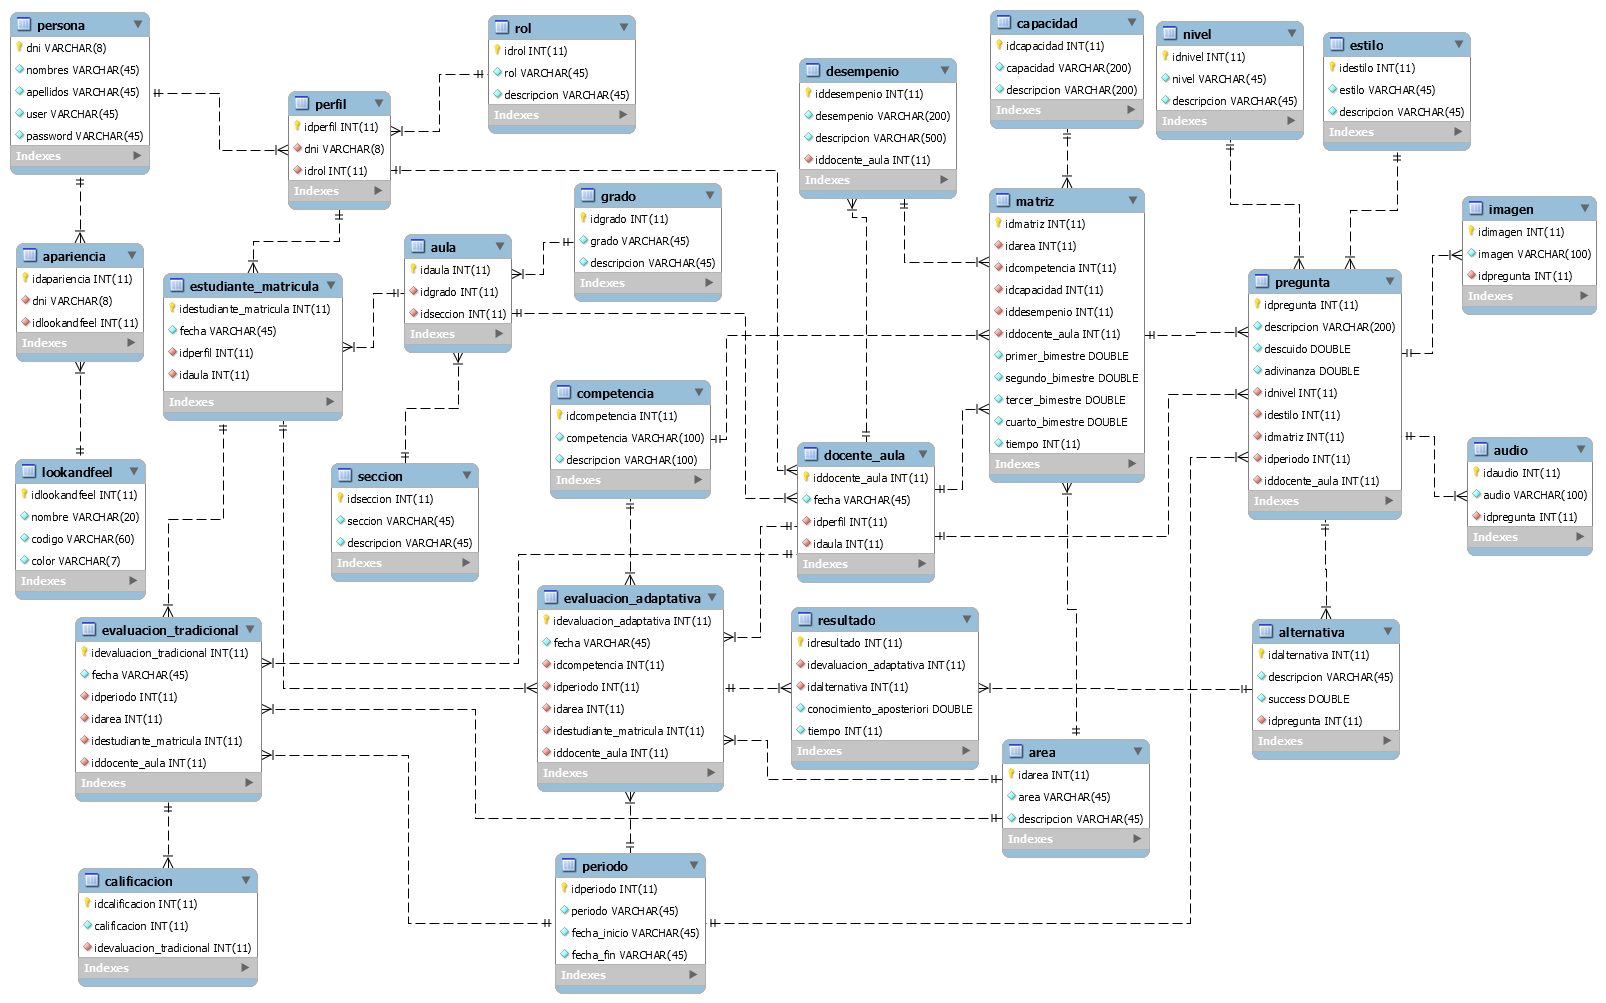 persona
dni VARCHAR(8)
nombres VARCHAR(45)
apellidos VARCHAR(45)
user VARCHAR(45)
password VARCHAR(45)
Indexes
rol
idrol INT(11)
rol VARCHAR(45)
descripcion VARCHAR(45)
Indexes
perfil
idperfil INT(11)
dni VARCHAR(8)
idrol INT(11)
Indexes
desempenio
iddesempenio INT(11)
desempenio VARCHAR(200)
descripcion VARCHAR(500)
iddocente_aula INT(11)
Indexes
capacidad
idcapacidad INT(11)
capacidad VARCHAR(200)
descripcion VARCHAR(200)
Indexes
nivel
idnivel INT(11)
nivel VARCHAR(45)
descripcion VARCHAR(45)
Indexes
estilo
idestilo INT(11)
estilo VARCHAR(45)
descripcion VARCHAR(45)
Indexes
grado
idgrado INT(11)
grado VARCHAR(45)
descripcion VARCHAR(45)
Indexes
aula
idaula INT(11)
idgrado INT(11)
idseccion INT(11)
Indexes
apariencia
idapariencia INT(11)
dni VARCHAR(8)
idlookandfeel INT(11)
Indexes
estudiante_matricula
idestudiante_matricula INT(11)
fecha VARCHAR(45)
idperfil INT(11)
idaula INT(11)
Indexes
matriz
idmatriz INT(11)
idarea INT(11)
idcompetencia INT(11)
idcapacidad INT(11)
iddesempenio INT(11)
iddocente_aula INT(11)
primer_bimestre DOUBLE
segundo_bimestre DOUBLE
tercer_bimestre DOUBLE
cuarto_bimestre DOUBLE
tiempo INT(11)
Indexes
imagen
idimagen INT(11)
imagen VARCHAR(100)
idpregunta INT(11)
Indexes
pregunta
idpregunta INT(11)
descripcion VARCHAR(200)
descuido DOUBLE
adivinanza DOUBLE
idnivel INT(11)
idestilo INT(11)
idmatriz INT(11)
idperiodo INT(11)
iddocente_aula INT(11)
Indexes
audio
idaudio INT(11)
audio VARCHAR(100)
idpregunta INT(11)
Indexes
lookandfeel
idlookandfeel INT(11)
nombre VARCHAR(20)
codigo VARCHAR(60)
color VARCHAR(7)
Indexes
seccion
idseccion INT(11)
seccion VARCHAR(45)
descripcion VARCHAR(45)
Indexes
competencia
idcompetencia INT(11)
competencia VARCHAR(100)
descripcion VARCHAR(100)
Indexes
docente_aula
iddocente_aula INT(11)
fecha VARCHAR(45)
idperfil INT(11)
idaula INT(11)
Indexes
evaluacion_tradicional
idevaluacion_tradicional INT(11)
fecha VARCHAR(45)
idperiodo INT(11)
idarea INT(11)
idestudiante_matricula INT(11)
iddocente_aula INT(11)
Indexes
evaluacion_adaptativa
idevaluacion_adaptativa INT(11)
fecha VARCHAR(45)
idcompetencia INT(11)
idperiodo INT(11)
idarea INT(11)
idestudiante_matricula INT(11)
iddocente_aula INT(11)
Indexes
resultado
idresultado INT(11)
idevaluacion_adaptativa INT(11)
idalternativa INT(11)
conocimiento_aposteriori DOUBLE
tiempo INT(11)
Indexes
alternativa
idalternativa INT(11)
descripcion VARCHAR(45)
success DOUBLE
idpregunta INT(11)
Indexes
area
idarea INT(11)
area VARCHAR(45)
descripcion VARCHAR(45)
Indexes
calificacion
idcalificacion INT(11)
calificacion INT(11)
idevaluacion_tradicional INT(11)
Indexes
periodo
idperiodo INT(11)
periodo VARCHAR(45)
fecha_inicio VARCHAR(45)
fecha_fin VARCHAR(45)
Indexes